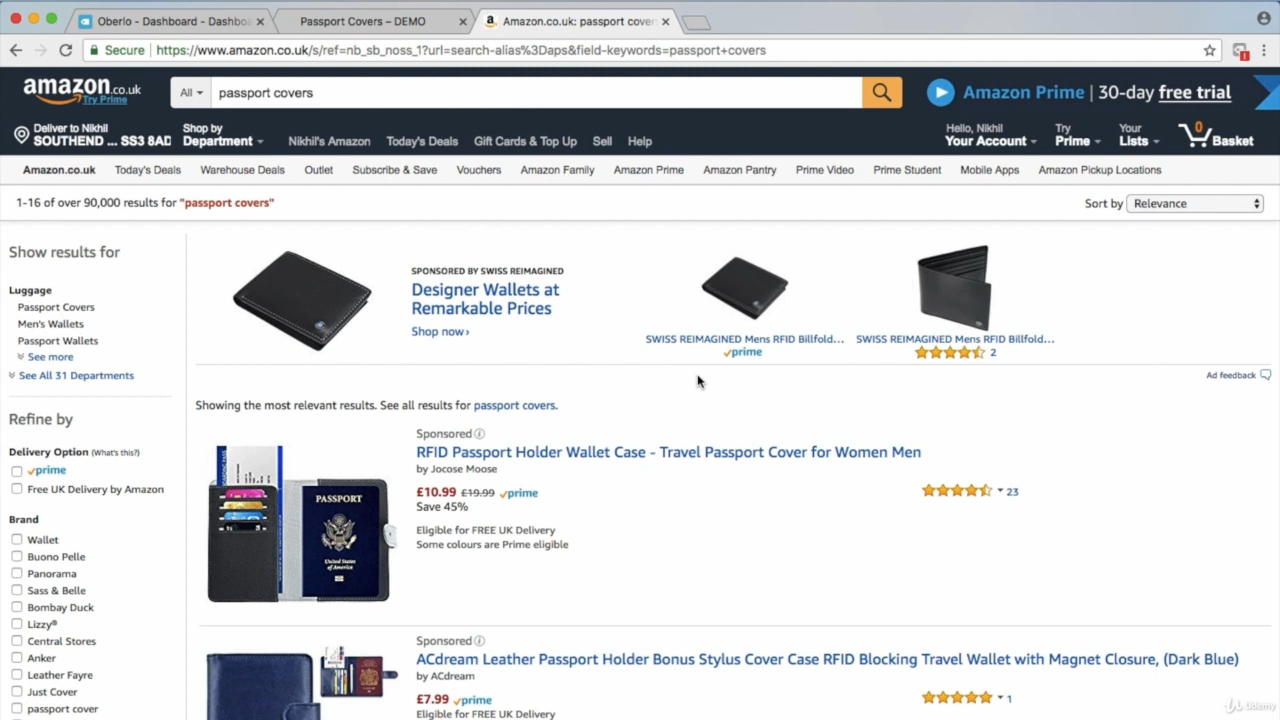 Oberlo - Dashboard - Dashbo
Passport Covers – DEMO
Amazon.co.uk: passport cover
Secure
https://www.amazon.co.uk/s/ref=nb_sb_noss_1?url=search-alias%3Daps&field-keywords=passport+covers
amazon.co.uk
Try Prime
All
passport covers
Amazon Prime | 30-day free trial
Deliver to Nikhil
SOUTHEND ... SS3 8AD
Shop by
Department
Nikhil's Amazon
Today's Deals
Gift Cards & Top Up
Sell
Help
Hello, Nikhil
Your Account
Try
Prime
Your
Lists
0
Basket
Amazon.co.uk
Today's Deals
Warehouse Deals
Outlet
Subscribe & Save
Vouchers
Amazon Family
Amazon Prime
Amazon Pantry
Prime Video
Prime Student
Mobile Apps
Amazon Pickup Locations
1-16 of over 90,000 results for "passport covers"
Sort by
Relevance
Show results for
Luggage
Passport Covers
Men's Wallets
Passport Wallets
See more
See All 31 Departments
Refine by
Delivery Option (What's this?)
prime
Free UK Delivery by Amazon
Brand
Wallet
Buono Pelle
Panorama
Sass & Belle
Bombay Duck
Lizzy®
Central Stores
Anker
Leather Fayre
Just Cover
passport cover
SPONSORED BY SWISS REIMAGINED
Designer Wallets at
Remarkable Prices
Shop now›
SWISS REIMAGINED Mens RFID Billfold...
prime
SWISS REIMAGINED Mens RFID Billfold...
2
Ad feedback
Showing the most relevant results. See all results for passport covers.
Sponsored
RFID Passport Holder Wallet Case - Travel Passport Cover for Women Men
by Jocose Moose
£10.99 £19.99 prime
Save 45%
Eligible for FREE UK Delivery
Some colours are Prime eligible
23
PASSPORT
United States
of America
Sponsored
ACdream Leather Passport Holder Bonus Stylus Cover Case RFID Blocking Travel Wallet with Magnet Closure, (Dark Blue)
by ACdream
£7.99 prime
Eligible for FREE UK Delivery
1
Udemy